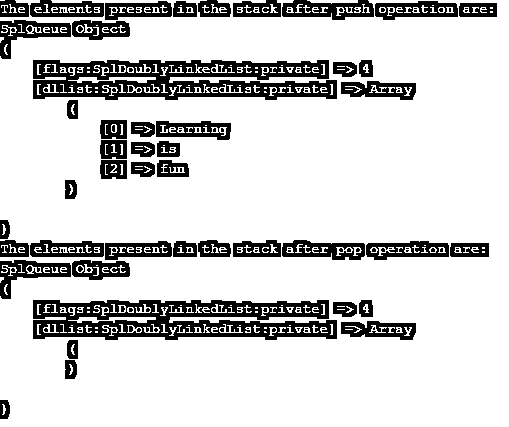 The elements present in the stack after push operation are:
SplQueue Object
(
[flags:SplDoublyLinkedList:private] => 4
[dllist:SplDoublyLinkedList:private] => Array
(
[0] => Learning
[1] => is
[2] => fun
)
)
The elements present in the stack after pop operation are:
SplQueue Object
(
[flags:SplDoublyLinkedList:private] => 4
[dllist:SplDoublyLinkedList:private] => Array
(
)
)